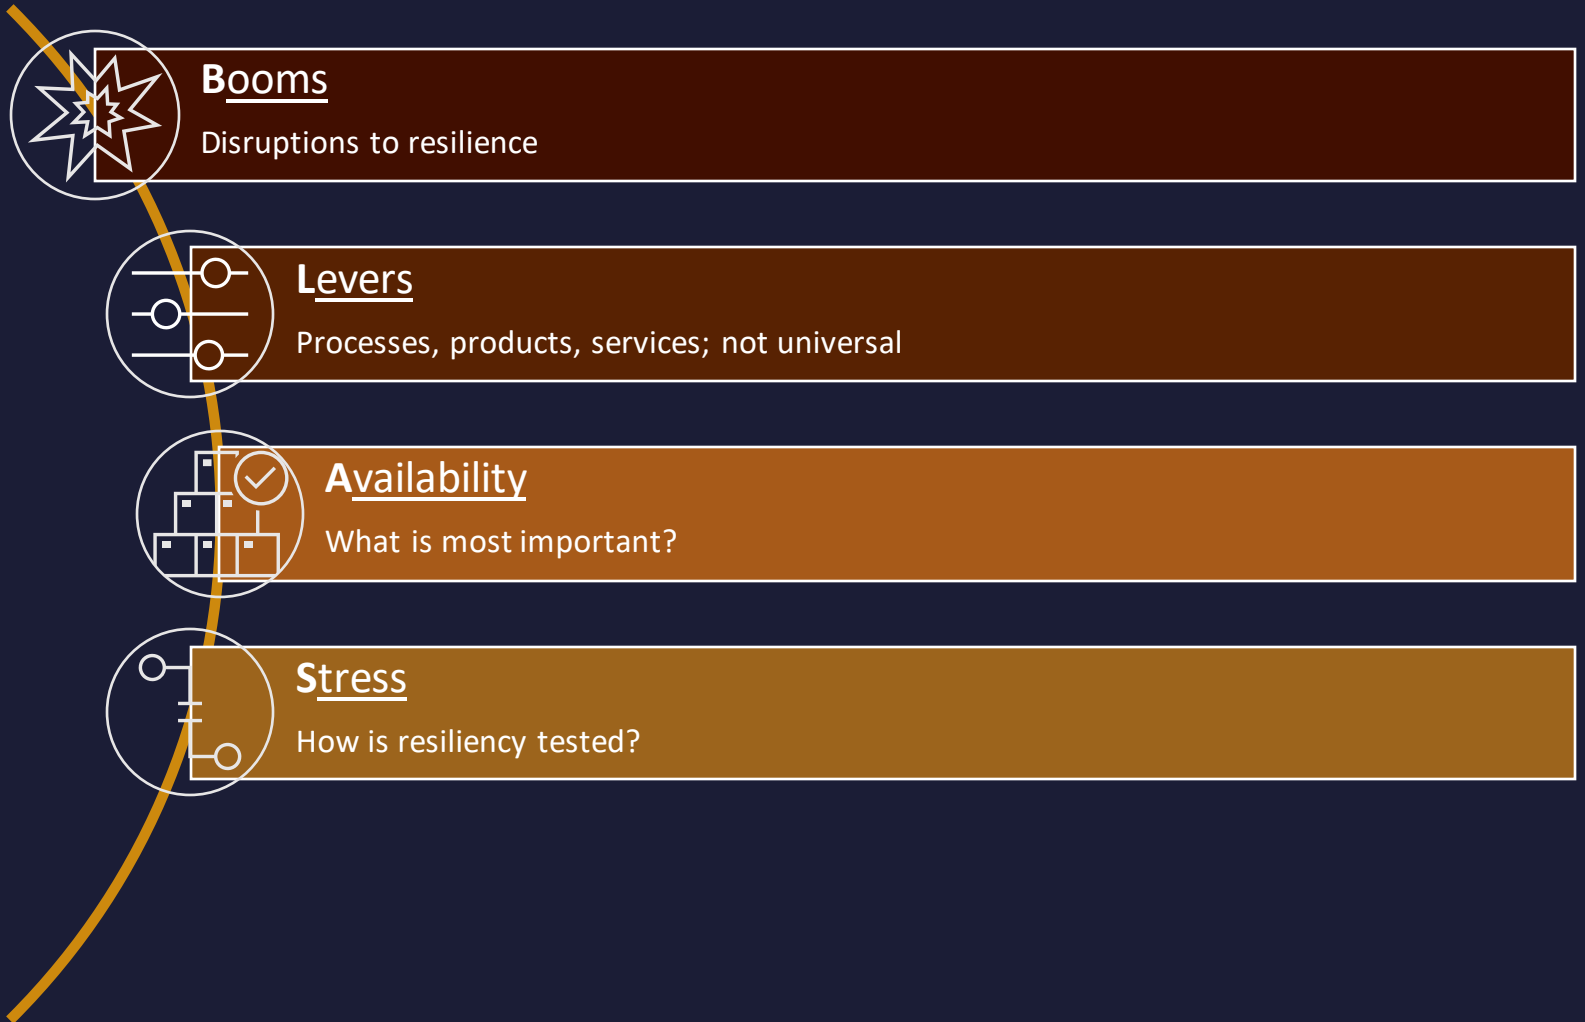 Booms
Disruptions to resilience
Levers
Processes, products, services; not universal
Availability
What is most important?
Stress
How is resiliency tested?